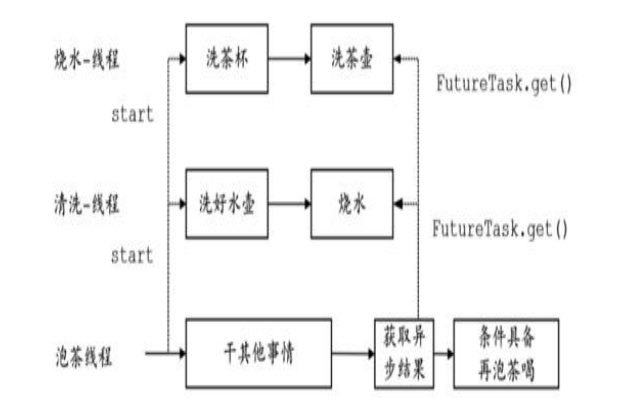 烧水-线程
洗茶杯
洗茶壶
FutureTask.get()
start
清洗-线程
洗好水壶
烧水
FutureTask.get()
start
泡茶线程
干其他事情
获取异
步结果
条件具备
再泡茶喝